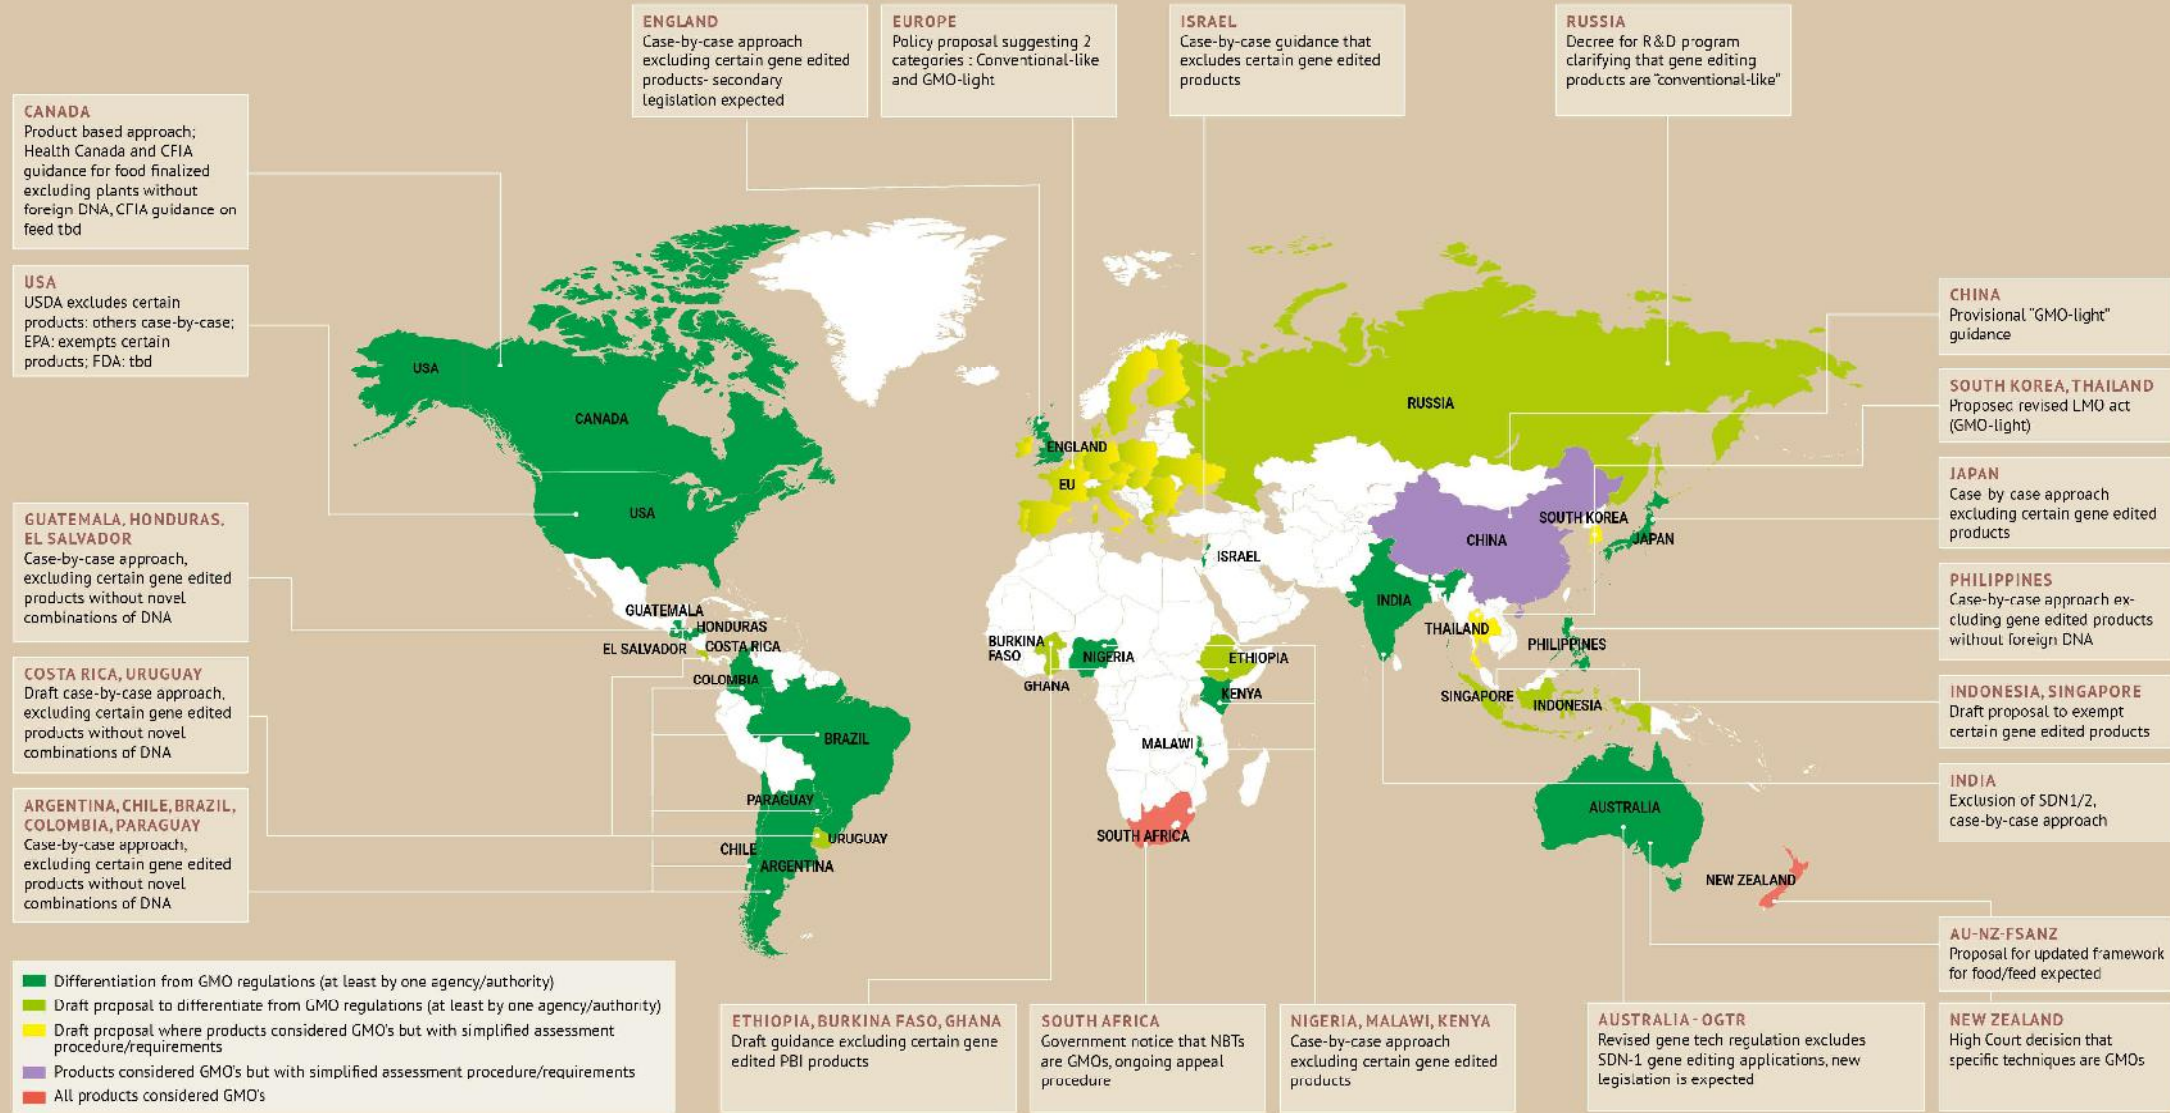 ENGLAND
Case-by-case approach
excluding certain gene edited
products- secondary
legislation expected
EUROPE
Policy proposal suggesting 2
categories : Conventional-like
and GMO-light
ISRAEL
Case-by-case guidance that
excludes certain gene edited
products
RUSSIA
Decree for R&D program
clarifying that gene editing
products are "conventional-like"
CANADA
Product based approach;
Health Canada and CFIA
guidance for food finalized
excluding plants without
foreign DNA, CFIA guidance on
feed tbd
USA
USDA excludes certain
products: others case-by-case;
EPA: exempts certain
products; FDA: tbd
GUATEMALA, HONDURAS,
EL SALVADOR
Case-by-case approach,
excluding certain gene edited
products without novel
combinations of DNA
COSTA RICA, URUGUAY
Draft case-by-case approach,
excluding certain gene edited
products without novel
combinations of DNA
ARGENTINA, CHILE, BRAZIL,
COLOMBIA, PARAGUAY
Case-by-case approach,
excluding certain gene edited
products without novel
combinations of DNA
USA
CANADA
USA
GUATEMALA
HONDURAS
EL SALVADOR
COSTA RICA
COLOMBIA
BRAZIL
PARAGUAY
URUGUAY
CHILE
ARGENTINA
ENGLAND
EU
RUSSIA
ISRAEL
SOUTH KOREA
CHINA
JAPAN
INDIA
THAILAND
PHILIPPINES
BURKINA
FASO
NIGERIA
GHANA
ETHIOPIA
KENYA
MALAWI
SOUTH AFRICA
SINGAPORE
INDONESIA
AUSTRALIA
NEW ZEALAND
CHINA
Provisional "GMO-light"
guidance
SOUTH KOREA, THAILAND
Proposed revised LMO act
(GMO-light)
JAPAN
Case by case approach
excluding certain gene edited
products
PHILIPPINES
Case-by-case approach ex-
cluding gene edited products
without foreign DNA
INDONESIA, SINGAPORE
Draft proposal to exempt
certain gene edited products
INDIA
Exclusion of SDN1/2,
case-by-case approach
AU-NZ-FSANZ
Proposal for updated framework
for food/feed expected
NEW ZEALAND
High Court decision that
specific techniques are GMOs
Differentiation from GMO regulations (at least by one agency/authority)
Draft proposal to differentiate from GMO regulations (at least by one agency/authority)
Draft proposal where products considered GMO's but with simplified assessment
procedure/requirements
Products considered GMO's but with simplified assessment procedure/requirements
All products considered GMO's
ETHIOPIA, BURKINA FASO, GHANA
Draft guidance excluding certain gene
edited PBI products
SOUTH AFRICA
Government notice that NBTs
are GMOs, ongoing appeal
procedure
NIGERIA, MALAWI, KENYA
Case-by-case approach
excluding certain gene edited
products
AUSTRALIA - OGTR
Revised gene tech regulation excludes
SDN-1 gene editing applications, new
legislation is expected